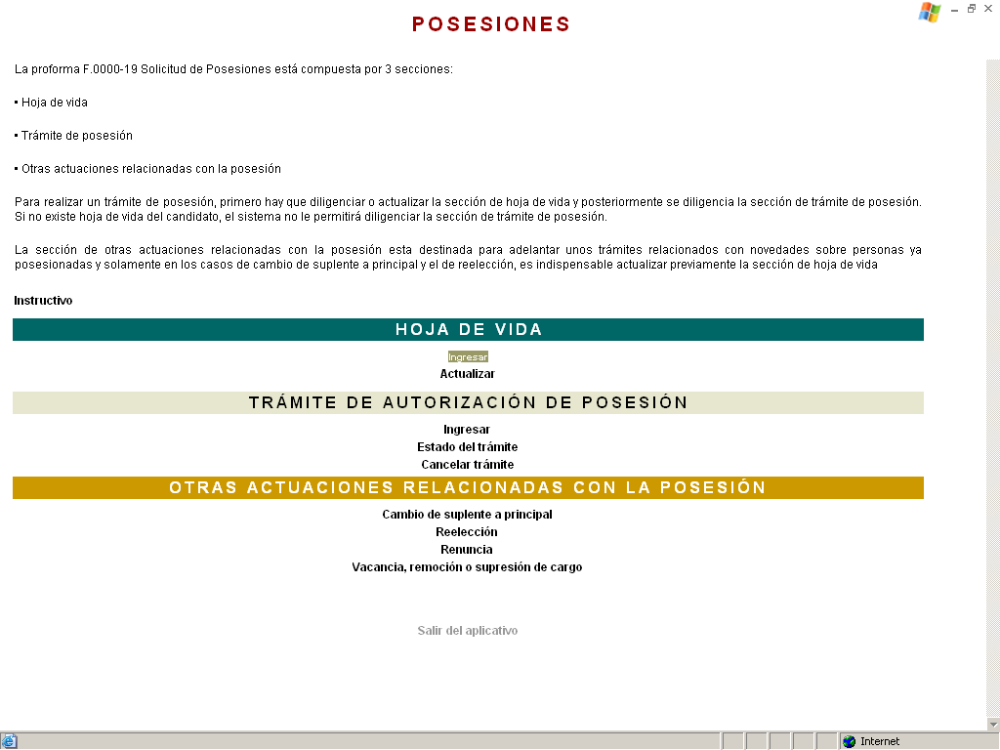 POSESIONES
La proforma F.0000-19 Solicitud de Posesiones está compuesta por 3 secciones:
▪ Hoja de vida
▪ Trámite de posesión
▪ Otras actuaciones relacionadas con la posesión
Para realizar un trámite de posesión, primero hay que diligenciar o actualizar la sección de hoja de vida y posteriormente se diligencia la sección de trámite de posesión.
Si no existe hoja de vida del candidato, el sistema no le permitirá diligenciar la sección de trámite de posesión.
La sección de otras actuaciones relacionadas con la posesión esta destinada para adelantar unos trámites relacionados con novedades sobre personas ya
posesionadas y solamente en los casos de cambio de suplente a principal y el de reelección, es indispensable actualizar previamente la sección de hoja de vida
Instructivo
HOJA DE VIDA
Ingresar
Actualizar
TRÁMITE DE AUTORIZACIÓN DE POSESIÓN
Ingresar
Estado del trámite
Cancelar trámite
OTRAS ACTUACIONES RELACIONADAS CON LA POSESIÓN
Cambio de suplente a principal
Reelección
Renuncia
Vacancia, remoción o supresión de cargo
Salir del aplicativo
Internet